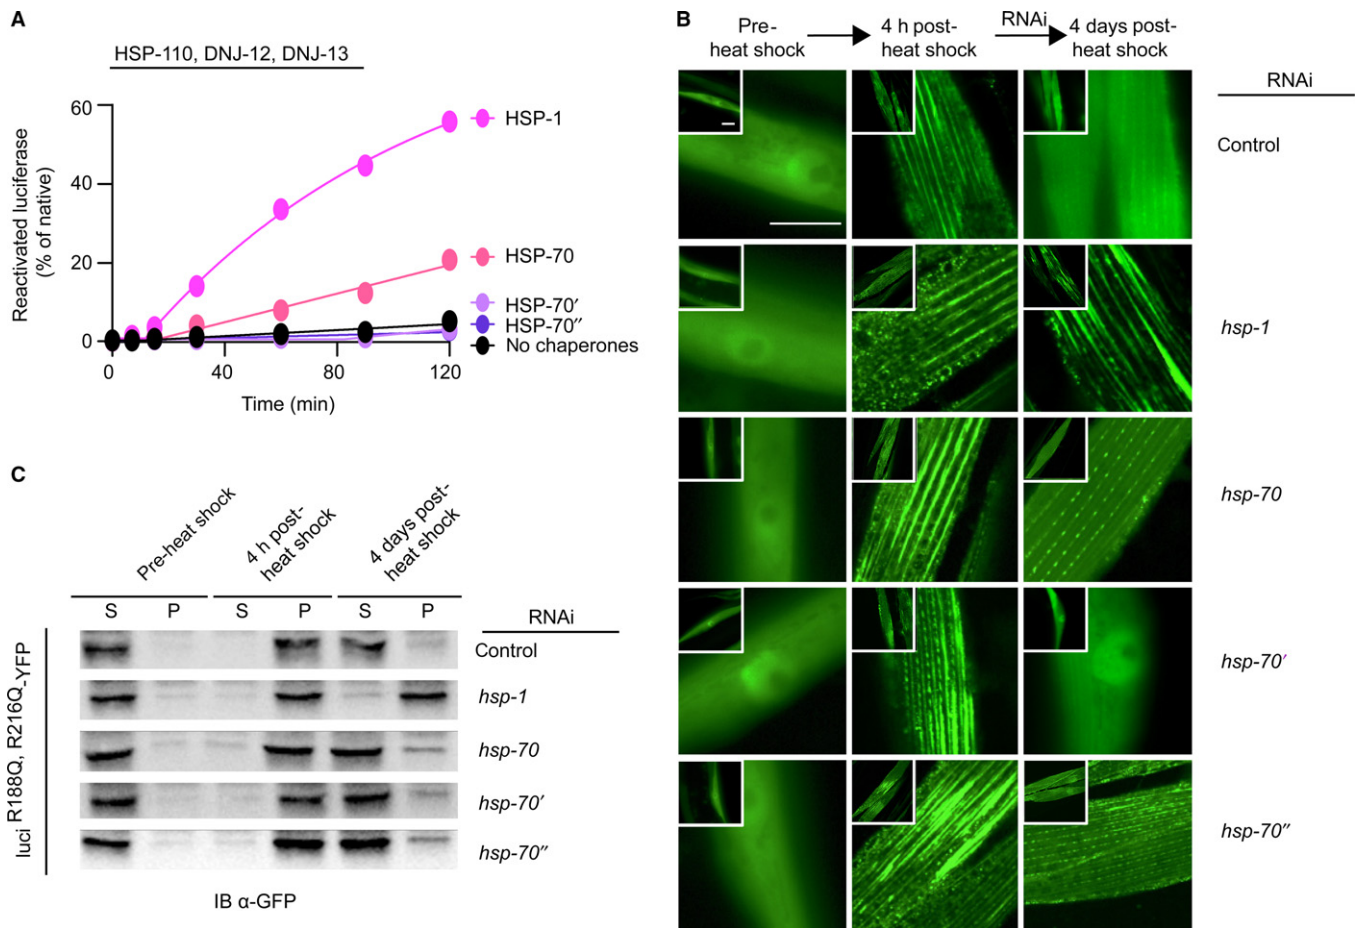 A
HSP-110, DNJ-12, DNJ-13
Reactivated luciferase
(% of native)
60
40
20
0
0
40
80
120
Time (min)
HSP-1
HSP-70
HSP-70′
HSP-70″
No chaperones
B
Pre-
heat shock
4 h post-
heat shock
RNAi
4 days post-
heat shock
RNAi
Control
hsp-1
hsp-70
hsp-70′
hsp-70″
C
Pre-heat shock
4 h post-
heat shock
4 days post-
heat shock
S P S P S P
RNAi
Control
hsp-1
hsp-70
hsp-70′
hsp-70″
luci R188Q, R216Q-YFP
IB α-GFP